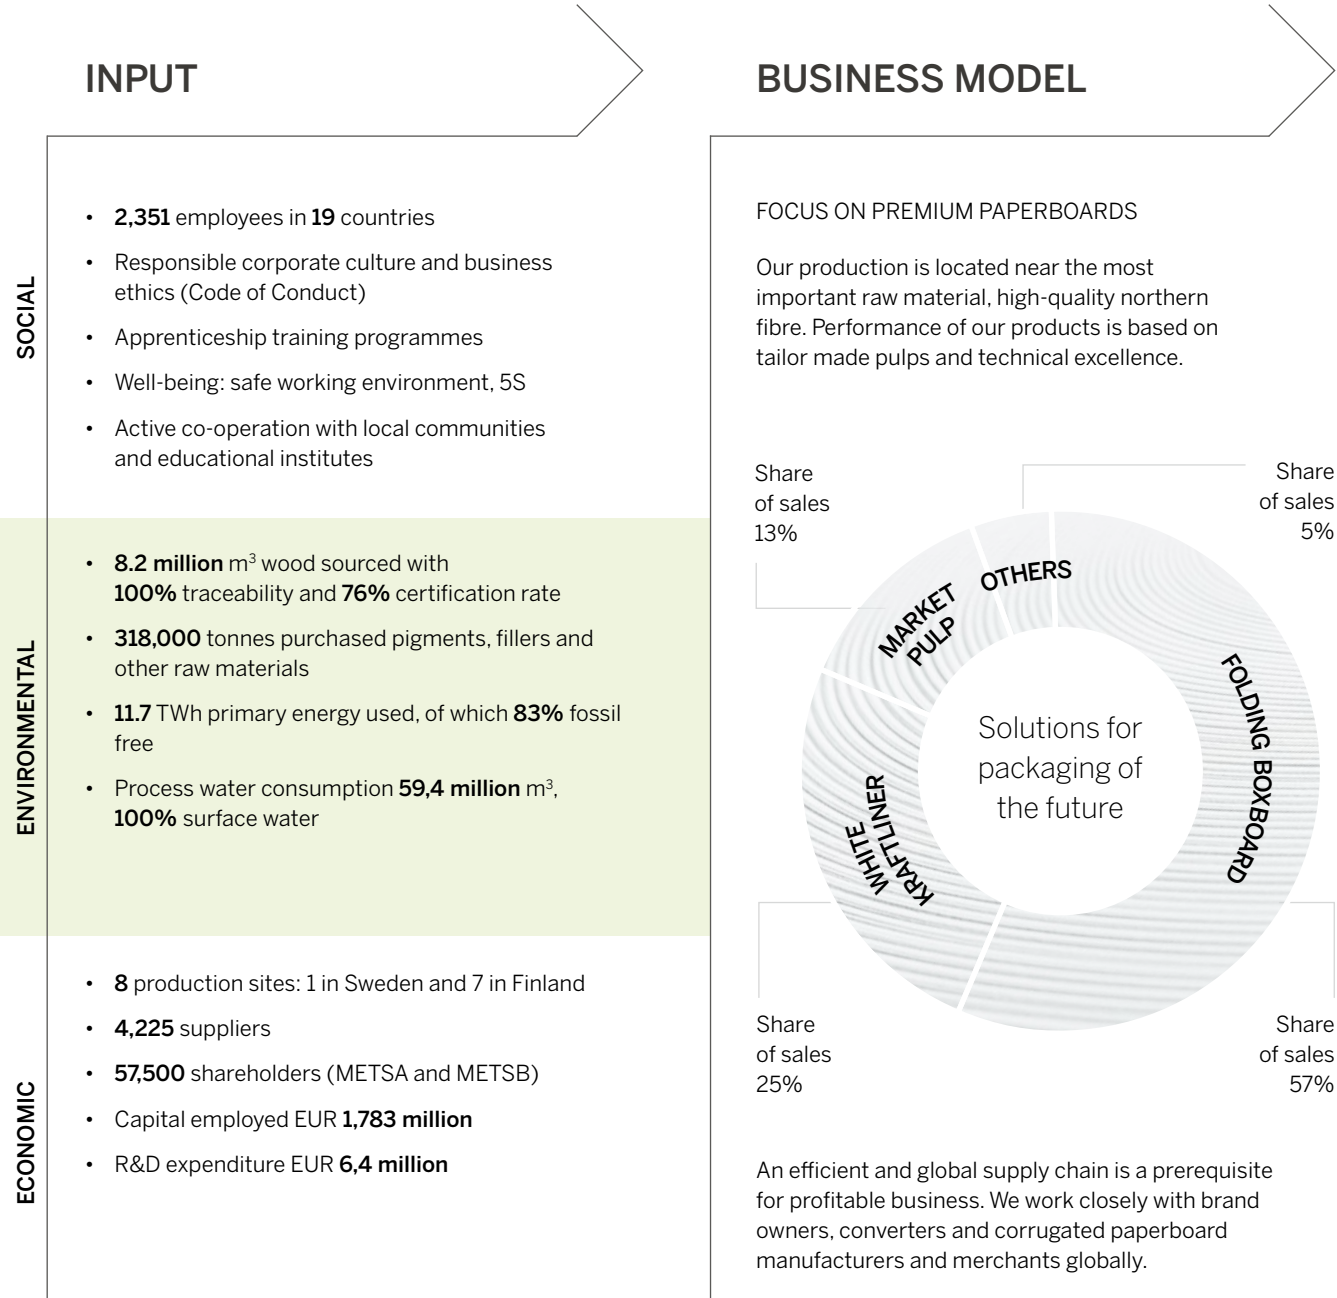 INPUT
SOCIAL
• 2,351 employees in 19 countries
• Responsible corporate culture and business
ethics (Code of Conduct)
• Apprenticeship training programmes
• Well-being: safe working environment, 5S
• Active co-operation with local communities
and educational institutes
ENVIRONMENTAL
• 8.2 million m³ wood sourced with
100% traceability and 76% certification rate
• 318,000 tonnes purchased pigments, fillers and
other raw materials
• 11.7 TWh primary energy used, of which 83% fossil
free
• Process water consumption 59,4 million m³,
100% surface water
ECONOMIC
• 8 production sites: 1 in Sweden and 7 in Finland
• 4,225 suppliers
• 57,500 shareholders (METSA and METSB)
• Capital employed EUR 1,783 million
• R&D expenditure EUR 6,4 million
BUSINESS MODEL
FOCUS ON PREMIUM PAPERBOARDS
Our production is located near the most
important raw material, high-quality northern
fibre. Performance of our products is based on
tailor made pulps and technical excellence.
Share
of sales
13%
Share
of sales
5%
MARKET
PULP
OTHERS
FOLDING BOXBOARD
WHITE
KRAFTLINER
Solutions for
packaging of
the future
Share
of sales
25%
Share
of sales
57%
An efficient and global supply chain is a prerequisite
for profitable business. We work closely with brand
owners, converters and corrugated paperboard
manufacturers and merchants globally.